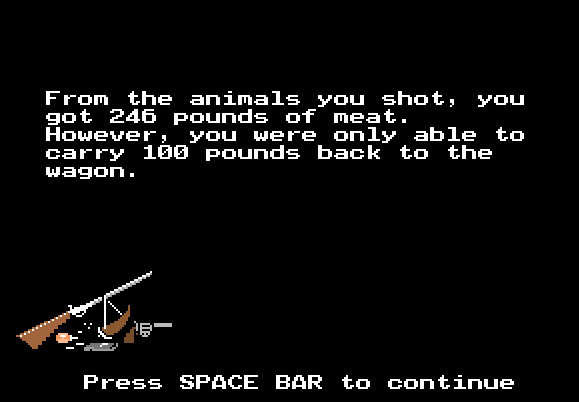 From the animals you shot, you
got 246 pounds of meat.
However, you were only able to
carry 100 pounds back to the
wagon.
Press SPACE BAR to continue